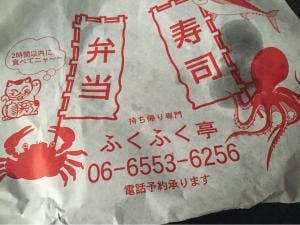 2時間以内に
食べてニャー
弁当
寿司
持ち帰り専門
ふくふく亭
06-6553-6256
電話予約承ります